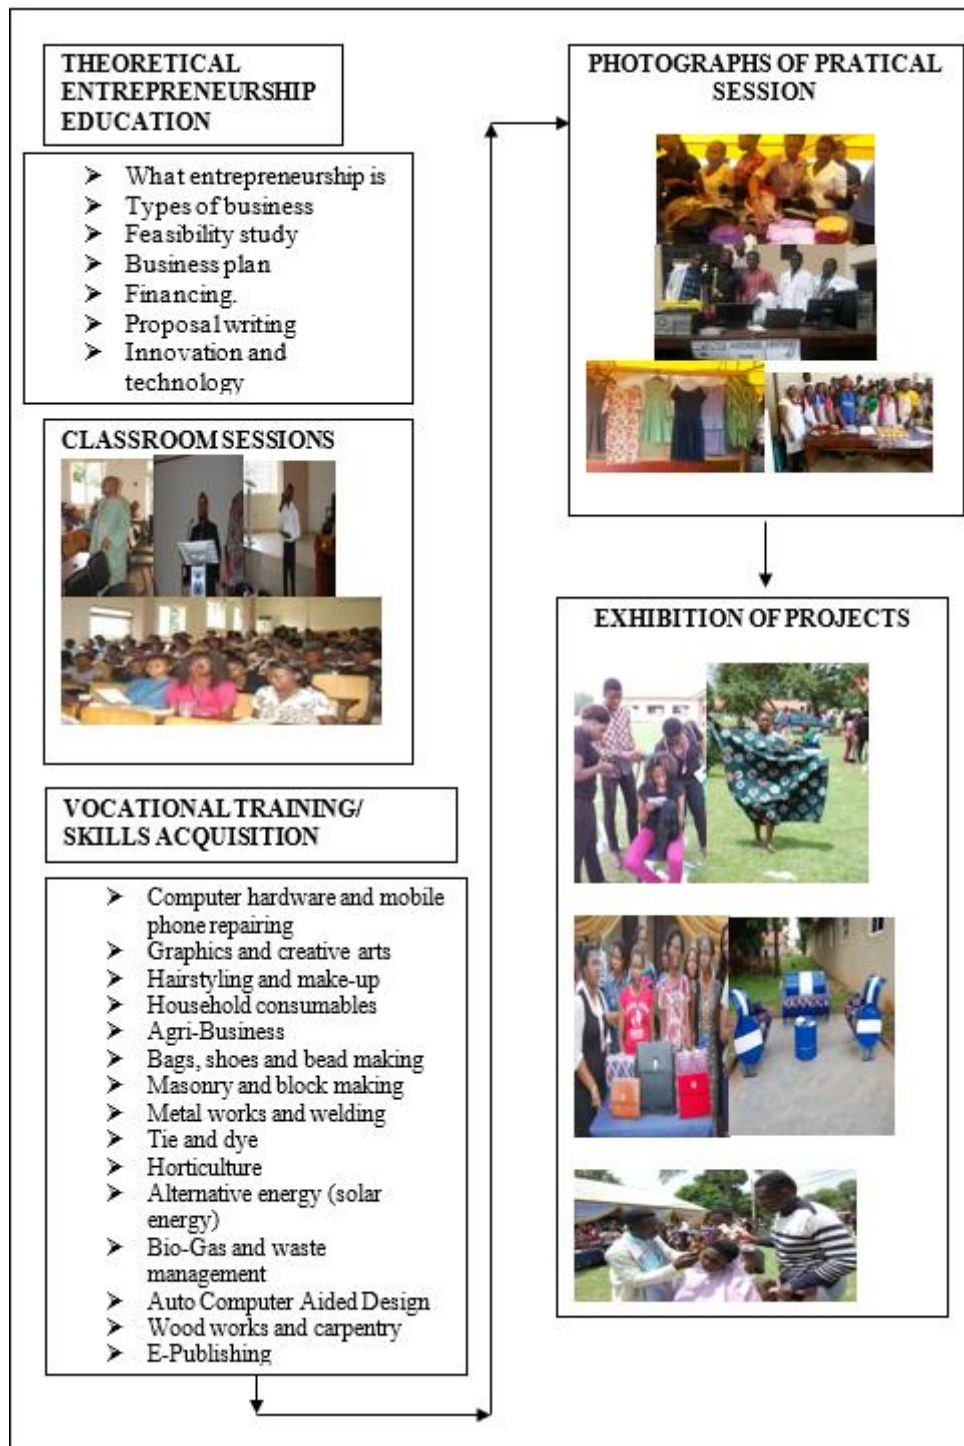 THEORETICAL
ENTREPRENEURSHIP
EDUCATION
➤ What entrepreneurship is
➤ Types of business
➤ Feasibility study
➤ Business plan
➤ Financing.
➤ Proposal writing
➤ Innovation and
technology
CLASSROOM SESSIONS
VOCATIONAL TRAINING/
SKILLS ACQUISITION
➤ Computer hardware and mobile
phone repairing
➤ Graphics and creative arts
➤ Hairstyling and make-up
➤ Household consumables
➤ Agri-Business
➤ Bags, shoes and bead making
➤ Masonry and block making
➤ Metal works and welding
➤ Tie and dye
➤ Horticulture
➤ Alternative energy (solar
energy)
➤ Bio-Gas and waste
management
➤ Auto Computer Aided Design
➤ Wood works and carpentry
➤ E-Publishing
PHOTOGRAPHS OF PRATICAL
SESSION
EXHIBITION OF PROJECTS